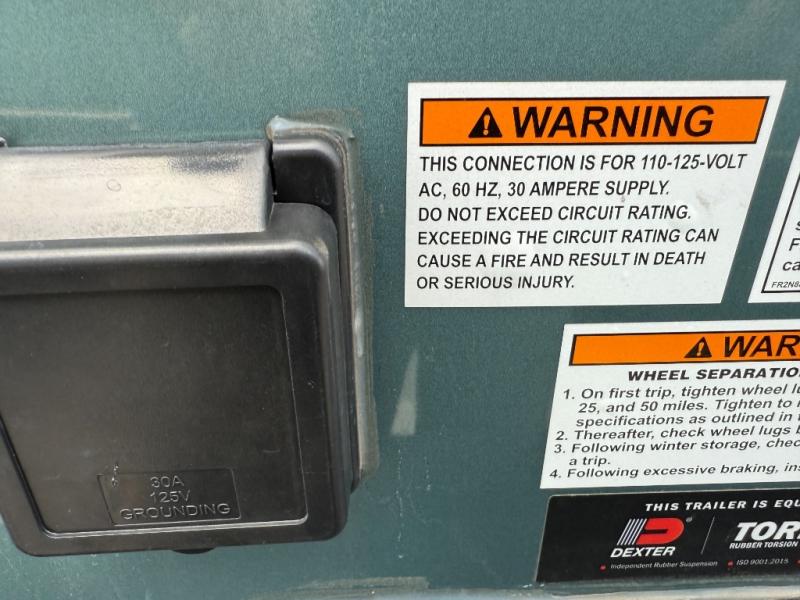 WARNING
THIS CONNECTION IS FOR 110-125-VOLT
AC, 60 HZ, 30 AMPERE SUPPLY.
DO NOT EXCEED CIRCUIT RATING.
EXCEEDING THE CIRCUIT RATING CAN
CAUSE A FIRE AND RESULT IN DEATH
OR SERIOUS INJURY.
30A
125V
GROUNDING
WHEEL
1. On first trip, tighten wheel
25, and 50 miles. Tighten to
specifications as outlined in
2. Thereafter, check wheel lugs
3. Following winter storage,
a trip.
4. Following excessive braking,
THIS TRAILER IS
DEXTER
RUBBER TORSION
• Independent Rubber Suspension
• ISO 9001:2015